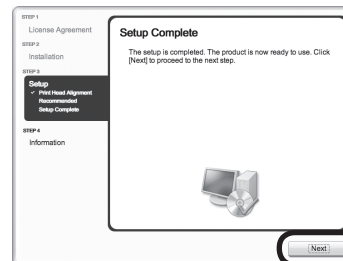 STEP 1
License Agreement
STEP 2
Installation
STEP 3
Setup
✓ Print Head Alignment
Recommended
Setup Complete
STEP 4
Information
Setup Complete
The setup is completed. The product is now ready to use. Click
[Next] to proceed to the next step.
Next